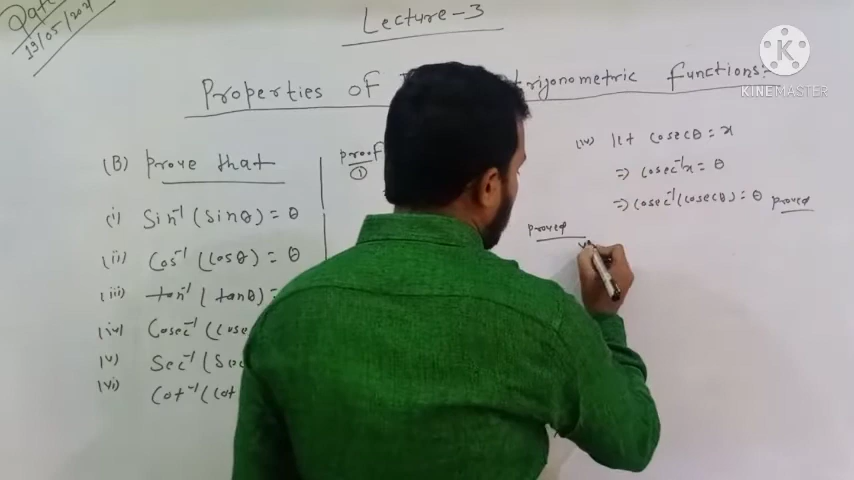 Date
13/05/2021
Lecture-3
Properties of trigonometric functions:-
K
KINEMASTER
(B) Prove that
(i) Sin⁻¹(sinθ) = θ
(ii) Cos⁻¹(cosθ) = θ
(iii) tan⁻¹(tanθ) =
(iv) Cosec⁻¹(cose
(v) Sec⁻¹(Sec
(vi) Cot⁻¹(cot
proof
①
proved
(iv) let cosecθ = x
⇒ cosec⁻¹x = θ
⇒ cosec⁻¹(cosecθ) = θ proved